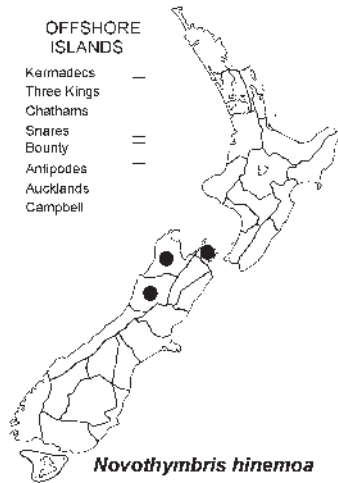 OFFSHORE
ISLANDS
Kermadecs
Three Kings
Chathams
Snares
Bounty
Antipodes
Aucklands
Campbell
Novothymbris hinemoa